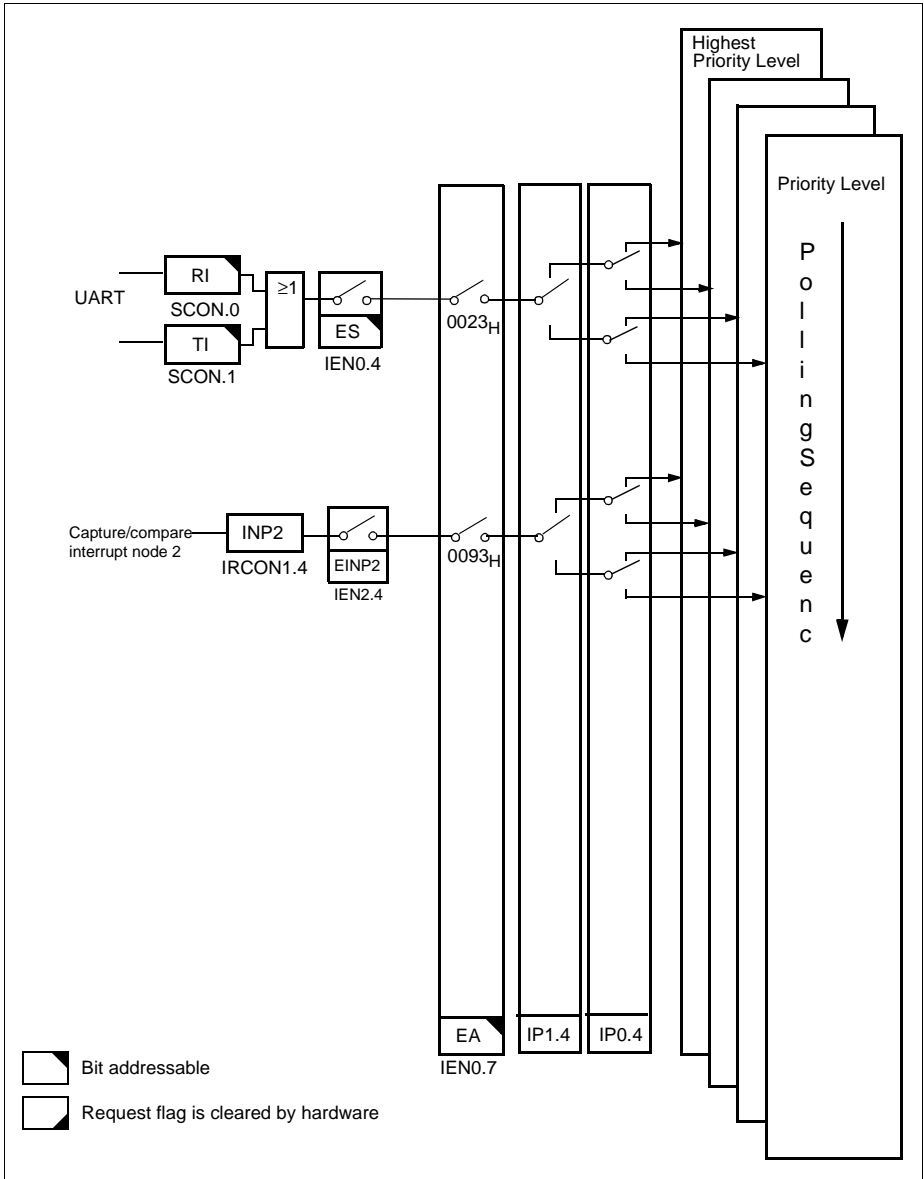 Highest
Priority Level
Priority Level
PollingSequenc
UART
RI
SCON.0
TI
SCON.1
≥1
ES
IEN0.4
0023H
Capture/compare
interrupt node 2
INP2
IRCON1.4
EINP2
IEN2.4
0093H
EA
IEN0.7
IP1.4
IP0.4
Bit addressable
Request flag is cleared by hardware